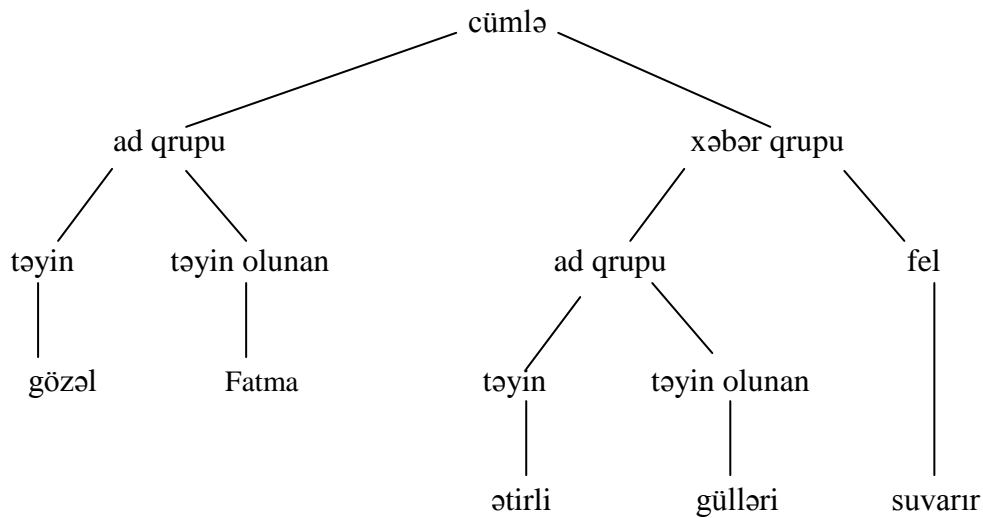 cümlə
ad qrupu xəbər qrupu
təyin təyin olunan ad qrupu fel
gözəl Fatma təyin təyin olunan
ətirli gülləri suvarır